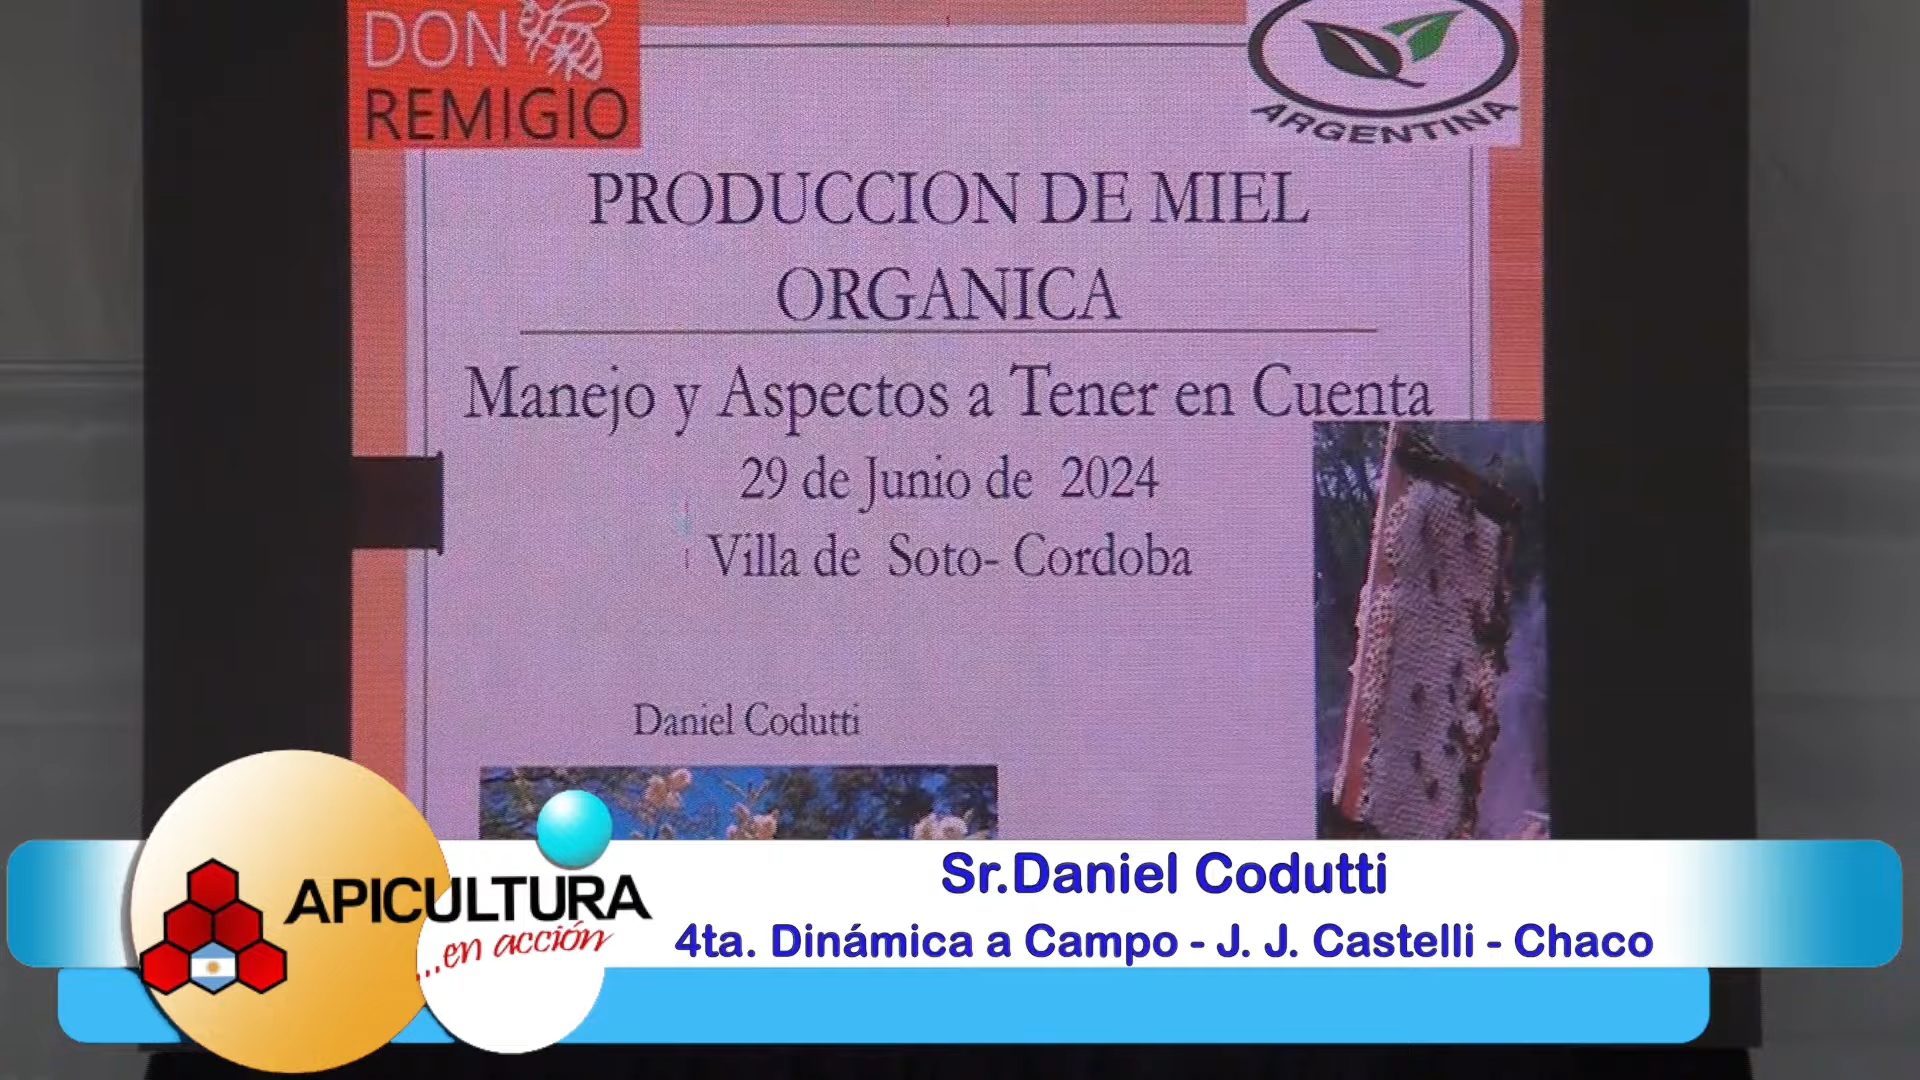 DON
REMIGIO
ARGENTINA
PRODUCCION DE MIEL
ORGANICA
Manejo y Aspectos a Tener en Cuenta
29 de Junio de 2024
Villa de Soto- Cordoba
Daniel Codutti
APICULTURA
...en acción
Sr.Daniel Codutti
4ta. Dinámica a Campo - J. J. Castelli - Chaco